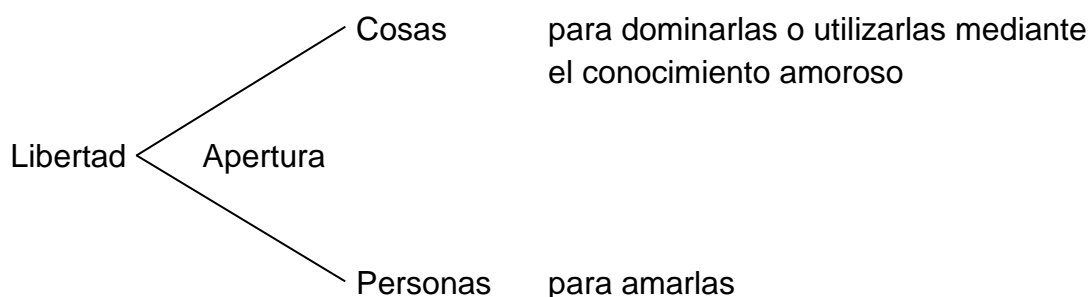 Cosas para dominarlas o utilizarlas mediante
el conocimiento amoroso
Libertad Apertura
Personas para amarlas